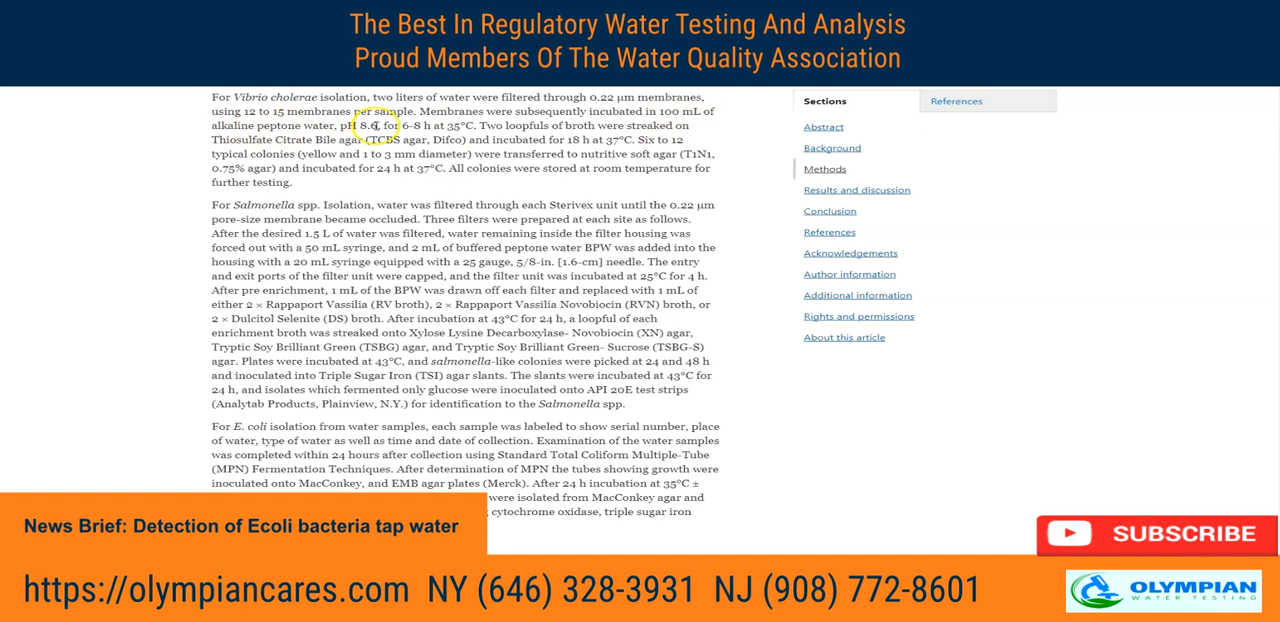 The Best In Regulatory Water Testing And Analysis
Proud Members Of The Water Quality Association
For Vibrio cholerae isolation, two liters of water were filtered through 0.22 μm membranes,
using 12 to 15 membranes per sample. Membranes were subsequently incubated in 100 mL of
alkaline peptone water, pH 8.6, for 6-8 h at 35°C. Two loopfuls of broth were streaked on
Thiosulfate Citrate Bile agar (TCBS agar, Difco) and incubated for 18 h at 37°C. Six to 12
typical colonies (yellow and 1 to 3 mm diameter) were transferred to nutritive soft agar (T1N1,
0.75% agar) and incubated for 24 h at 37°C. All colonies were stored at room temperature for
further testing.
For Salmonella spp. Isolation, water was filtered through each Sterivex unit until the 0.22 μm
pore-size membrane became occluded. Three filters were prepared at each site as follows.
After the desired 1.5 L of water was filtered, water remaining inside the filter housing was
forced out with a 50 mL syringe, and 2 mL of buffered peptone water BPW was added into the
housing with a 20 mL syringe equipped with a 25 gauge, 5/8-in. [1.6-cm] needle. The entry
and exit ports of the filter unit were capped, and the filter unit was incubated at 25°C for 4 h.
After pre enrichment, 1 mL of the BPW was drawn off each filter and replaced with 1 mL of
either 2 × Rappaport Vassilia (RV broth), 2 × Rappaport Vassilia Novobiocin (RVN) broth, or
2 × Dulcitol Selenite (DS) broth. After incubation at 43°C for 24 h, a loopful of each
enrichment broth was streaked onto Xylose Lysine Decarboxylase- Novobiocin (XN) agar,
Tryptic Soy Brilliant Green (TSBG) agar, and Tryptic Soy Brilliant Green- Sucrose (TSBG-S)
agar. Plates were incubated at 43°C, and salmonella-like colonies were picked at 24 and 48 h
and inoculated into Triple Sugar Iron (TSI) agar slants. The slants were incubated at 43°C for
24 h, and isolates which fermented only glucose were inoculated onto API 20E test strips
(Analytab Products, Plainview, N.Y.) for identification to the Salmonella spp.
For E. coli isolation from water samples, each sample was labeled to show serial number, place
of water, type of water as well as time and date of collection. Examination of the water samples
was completed within 24 hours after collection using Standard Total Coliform Multiple-Tube
(MPN) Fermentation Techniques. After determination of MPN the tubes showing growth were
inoculated onto MacConkey, and EMB agar plates (Merck). After 24 h incubation at 35°C ±
were isolated from MacConkey agar and
cytochrome oxidase, triple sugar iron
Sections
References
Abstract
Background
Methods
Results and discussion
Conclusion
References
Acknowledgements
Author information
Additional information
Rights and permissions
About this article
News Brief: Detection of Ecoli bacteria tap water
SUBSCRIBE
https://olympiancares.com NY (646) 328-3931 NJ (908) 772-8601
OLYMPIAN
WATER TESTING